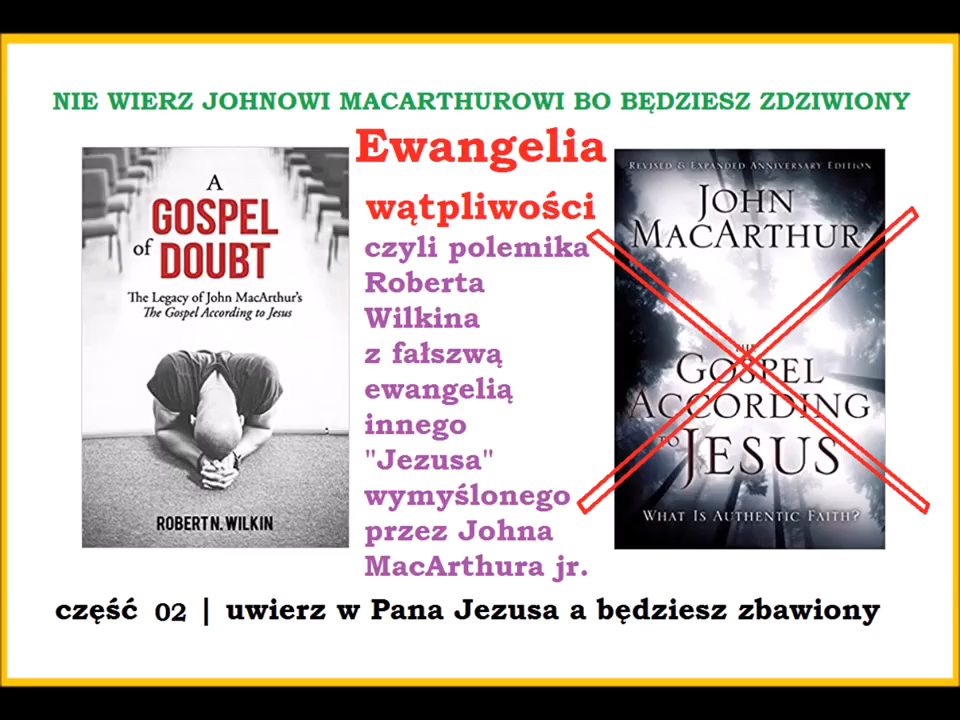 NIE WIERZ JOHNOWI MACARTHUROWI BO BĘDZIESZ ZDZIWIONY
A
GOSPEL
of DOUBT
The Legacy of John MacArthur's
The Gospel According to Jesus
ROBERT N. WILKIN
Ewangelia
wątpliwości
czyli polemika
Roberta
Wilkina
z fałszwą
ewangelią
innego
"Jezusa"
wymyślonego
przez Johna
MacArthura jr.
REVISED & EXPANDED ANNIVERSARY EDITION
JOHN
MACARTHUR
THE
GOSPEL
ACCORDING
TO JESUS
WHAT IS AUTHENTIC FAITH?
część 02 | uwierz w Pana Jezusa a będziesz zbawiony